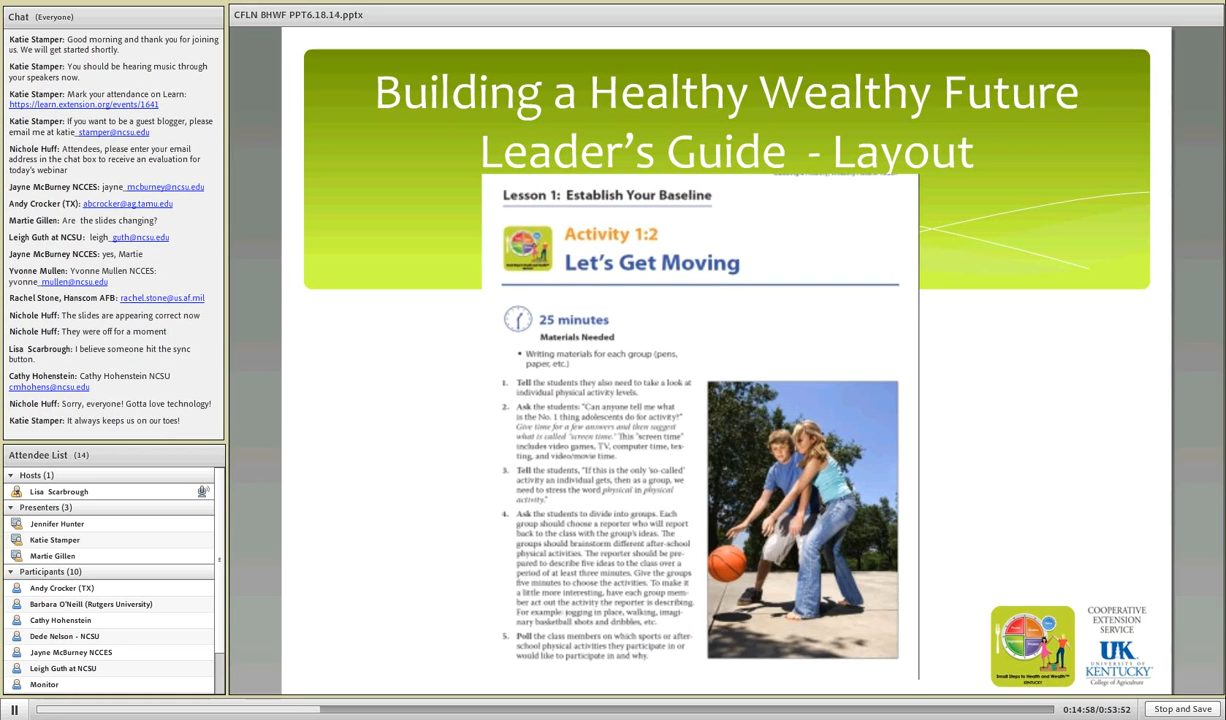 Chat (Everyone)
Katie Stamper: Good morning and thank you for joining
us. We will get started shortly.
Katie Stamper: You should be hearing music through
your speakers now.
Katie Stamper: Mark your attendance on Learn:
https://learn.extension.org/events/1641
Katie Stamper: If you want to be a guest blogger, please
email me at katie_stamper@ncsu.edu
Nichole Huff: Attendees, please enter your email
address in the chat box to receive an evaluation for
today's webinar
Jayne McBurney NCCES: jayne_mcburney@ncsu.edu
Andy Crocker (TX): abcrocker@ag.tamu.edu
Martie Gillen: Are the slides changing?
Leigh Guth at NCSU: leigh_guth@ncsu.edu
Jayne McBurney NCCES: yes, Martie
Yvonne Mullen: Yvonne Mullen NCCES:
yvonne_mullen@ncsu.edu
Rachel Stone, Hanscom AFB: rachel.stone@us.af.mil
Nichole Huff: The slides are appearing correct now
Nichole Huff: They were off for a moment
Lisa Scarbrough: I believe someone hit the sync
button.
Cathy Hohenstein: Cathy Hohenstein NCSU
cmhohens@ncsu.edu
Nichole Huff: Sorry, everyone! Gotta love technology!
Katie Stamper: It always keeps us on our toes!
Attendee List (14)
Hosts (1)
Lisa Scarbrough
Presenters (3)
Jennifer Hunter
Katie Stamper
Martie Gillen
Participants (10)
Andy Crocker (TX)
Barbara O'Neill (Rutgers University)
Cathy Hohenstein
Dede Nelson - NCSU
Jayne McBurney NCCES
Leigh Guth at NCSU
Monitor
CFLN BHWF PPT6.18.14.pptx
Building a Healthy Wealthy Future
Leader's Guide - Layout
Lesson 1: Establish Your Baseline
Activity 1:2
Let's Get Moving
25 minutes
Materials Needed
• Writing materials for each group (pens,
paper, etc.)
1. Tell the students they also need to take a look at
individual physical activity levels.
2. Ask the students: "Can anyone tell me what
is the No. 1 thing adolescents do for activity?"
Give time for a few answers and then suggest
what is called "screen time." This "screen time"
includes video games, TV, computer time, tex-
ting, and video/movie time.
3. Tell the students, "If this is the only 'so-called'
activity an individual gets, then as a group, we
need to stress the word physical in physical
activity."
4. Ask the students to divide into groups. Each
group should choose a reporter who will report
back to the class with the group's ideas. The
groups should brainstorm different after-school
physical activities. The reporter should be pre-
pared to describe five ideas to the class over a
period of at least three minutes. Give the groups
five minutes to choose the activities. To make it
a little more interesting, have each group mem-
ber act out the activity the reporter is describing.
For example: jogging in place, walking, imagi-
nary basketball shots and dribbles, etc.
5. Poll the class members on which sports or after-
school physical activities they participate in or
would like to participate in and why.
Small Steps to Health and Wealth™
KENTUCKY
COOPERATIVE
EXTENSION
SERVICE
UK
UNIVERSITY OF
KENTUCKY
College of Agriculture
0:14:58/0:53:52
Stop and Save